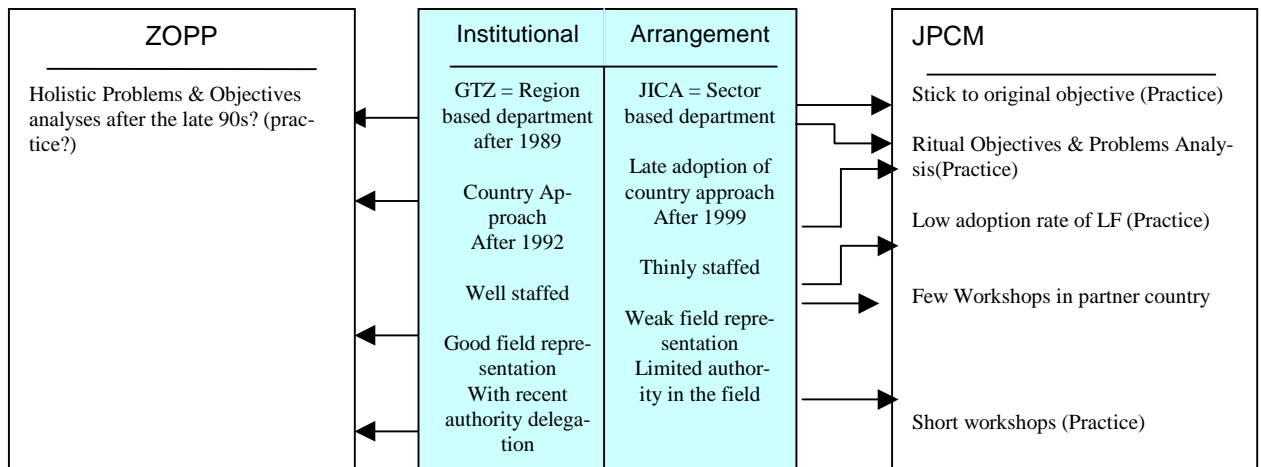 ZOPP
Holistic Problems & Objectives
analyses after the late 90s? (prac-
tice?)
Institutional
GTZ = Region
based department
after 1989
Country Ap-
proach
After 1992
Well staffed
Good field repre-
sentation
With recent
authority delega-
tion
Arrangement
JICA = Sector
based department
Late adoption of
country approach
After 1999
Thinly staffed
Weak field repre-
sentation
Limited author-
ity in the field
JPCM
Stick to original objective (Practice)
Ritual Objectives & Problems Analy-
sis(Practice)
Low adoption rate of LF (Practice)
Few Workshops in partner country
Short workshops (Practice)